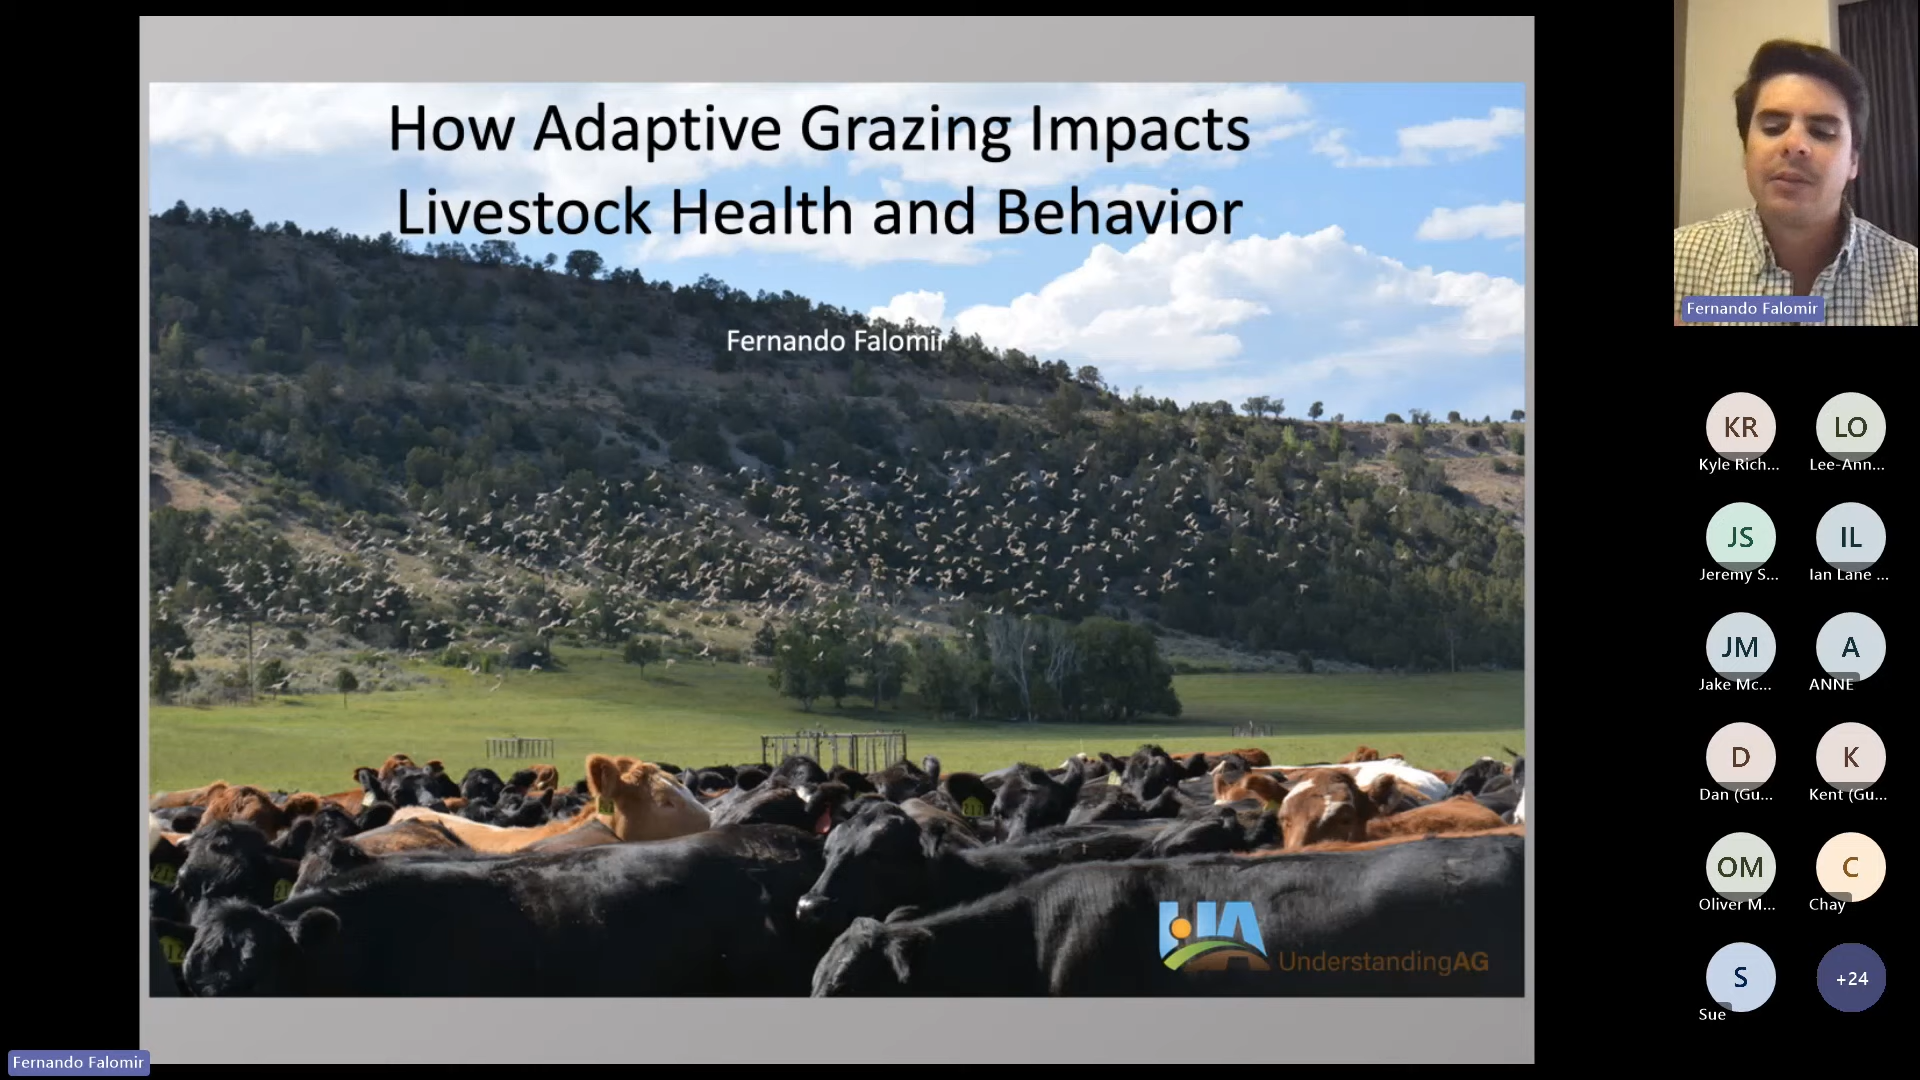 How Adaptive Grazing Impacts
Livestock Health and Behavior
Fernando Falomir
UnderstandingAG
Fernando Falomir
KR
LO
Kyle Rich...
Lee-Ann...
JS
IL
Jeremy S...
Ian Lane ...
JM
A
Jake Mc...
ANNE
D
K
Dan (Gu...
Kent (Gu...
OM
C
Oliver M...
Chay
S
+24
Sue
Fernando Falomir